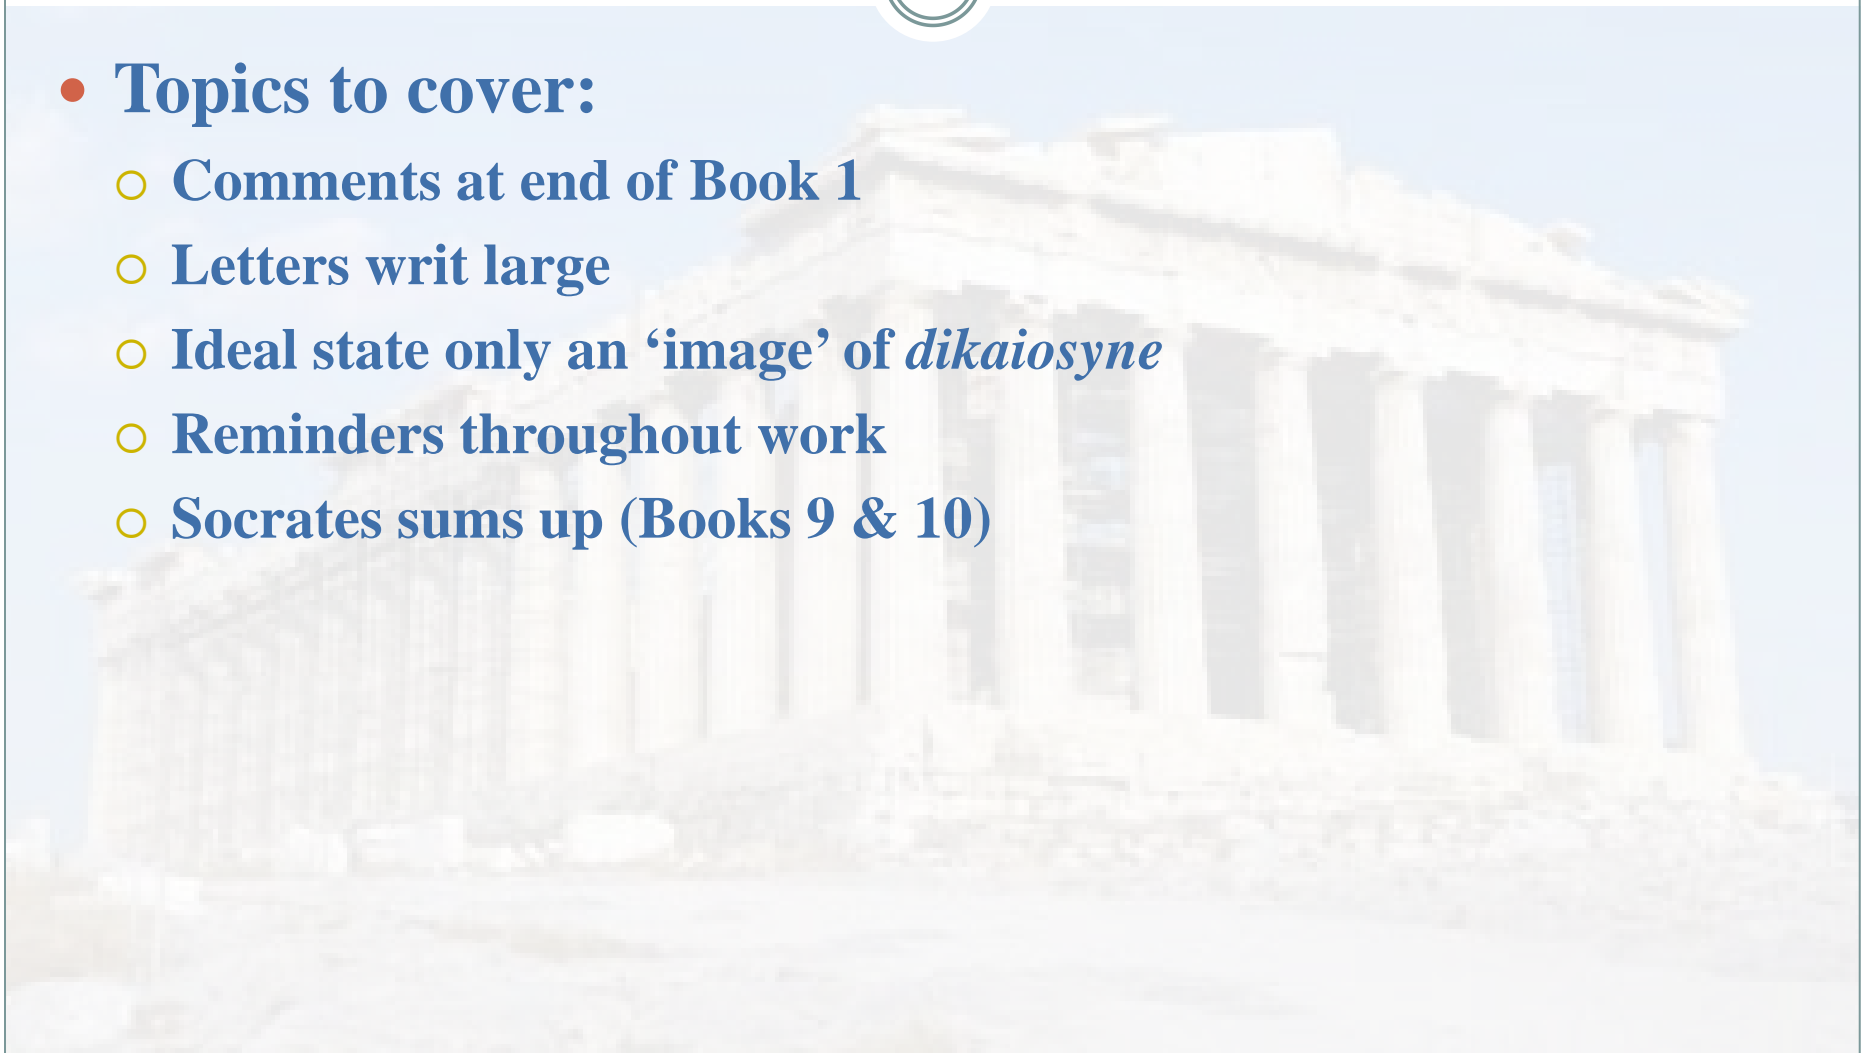 Topics to cover:
Comments at end of Book 1
Letters writ large
Ideal state only an ‘image’ of dikaiosyne
Reminders throughout work
Socrates sums up (Books 9 & 10)